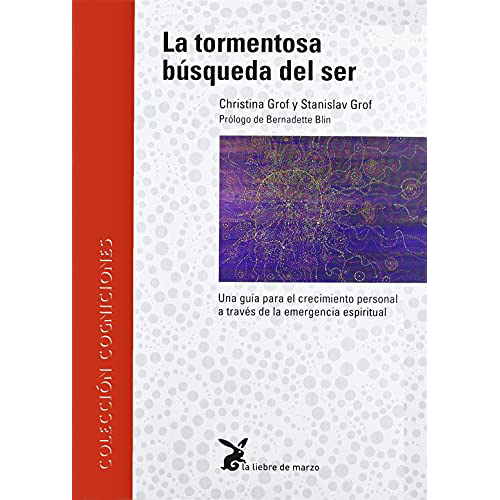 La tormentosa
búsqueda del ser
Christina Grof y Stanislav Grof
Prólogo de Bernadette Blin
Una guía para el crecimiento personal
a través de la emergencia espiritual
COLECCIÓN COGNICIONES
la liebre de marzo